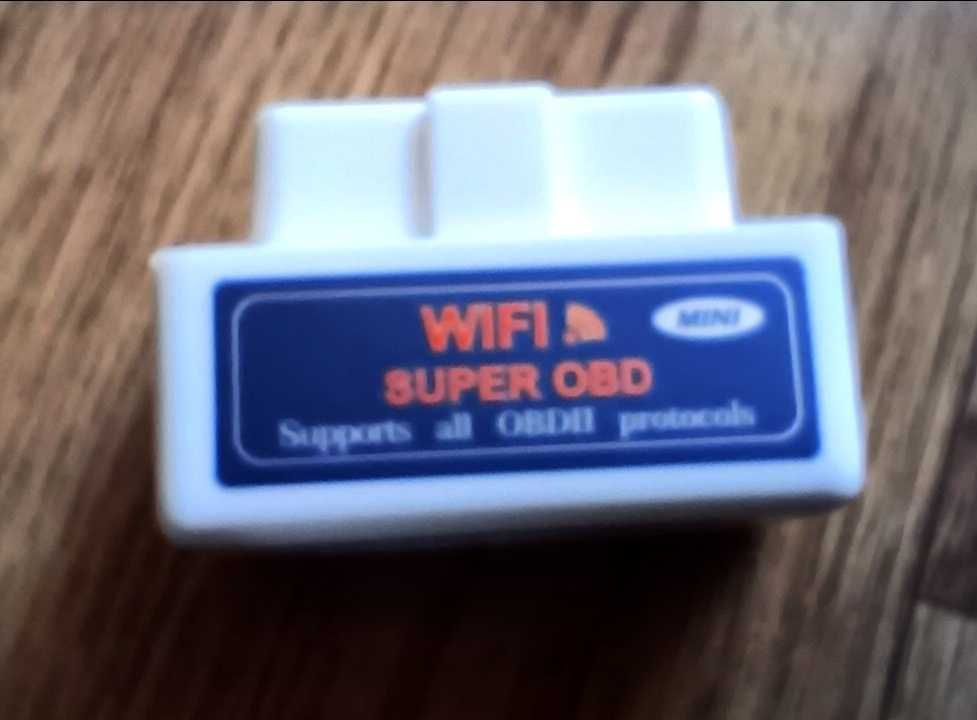 WIFI
MINI
SUPER OBD
Supports all OBDII protocols